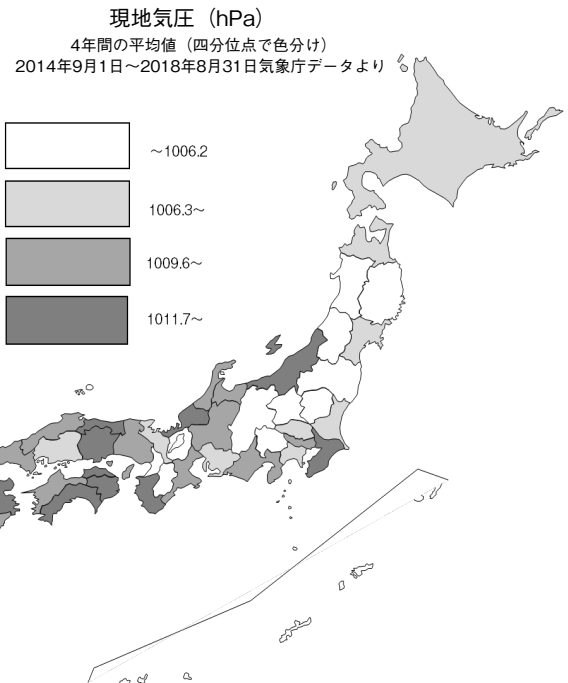 現地気圧（hPa）
4年間の平均値（四分位点で色分け）
2014年9月1日～2018年8月31日気象庁データより
～1006.2
1006.3～
1009.6～
1011.7～